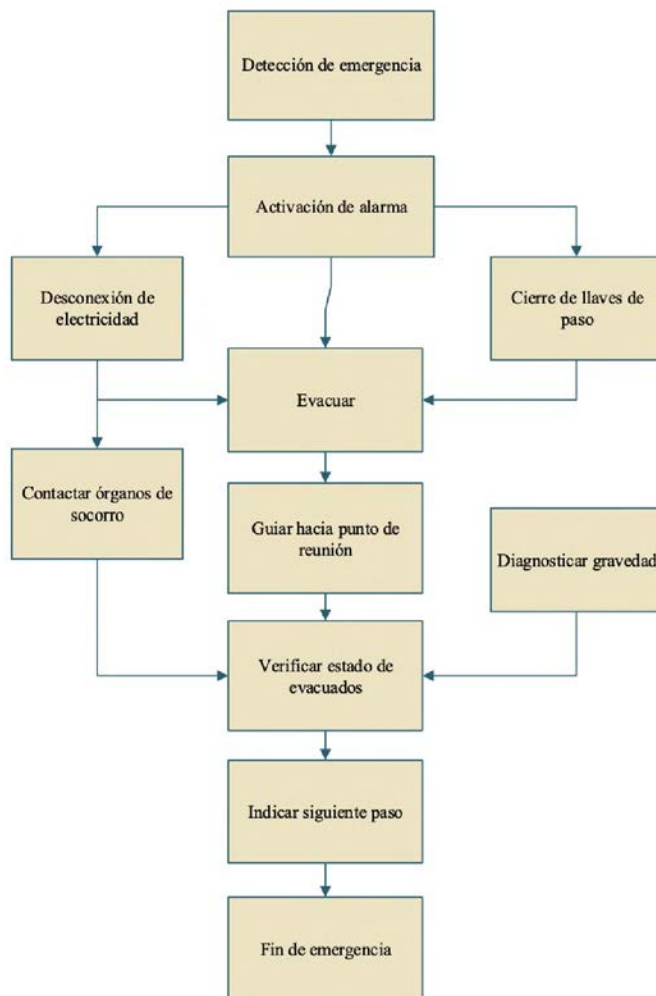 Detección de emergencia
Activación de alarma
Desconexión de
electricidad
Cierre de llaves de
paso
Evacuar
Contactar órganos de
socorro
Guiar hacia punto de
reunión
Diagnosticar gravedad
Verificar estado de
evacuados
Indicar siguiente paso
Fin de emergencia